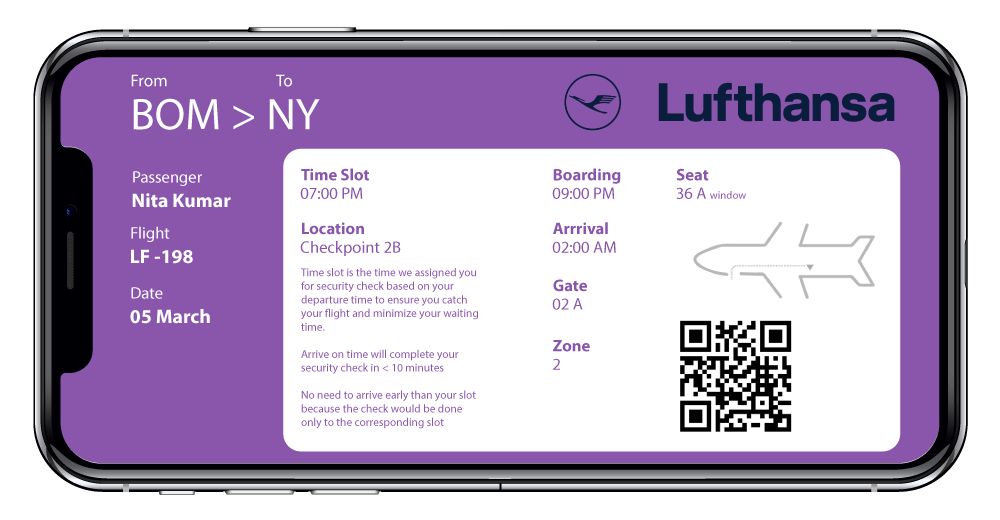 From To
BOM > NY
Lufthansa
Passenger
Nita Kumar
Flight
LF -198
Date
05 March
Time Slot
07:00 PM
Location
Checkpoint 2B
Time slot is the time we assigned you
for security check based on your
departure time to ensure you catch
your flight and minimize your waiting
time.
Arrive on time will complete your
security check in < 10 minutes
No need to arrive early than your slot
because the check would be done
only to the corresponding slot
Boarding
09:00 PM
Arrrival
02:00 AM
Gate
02 A
Zone
2
Seat
36 A window